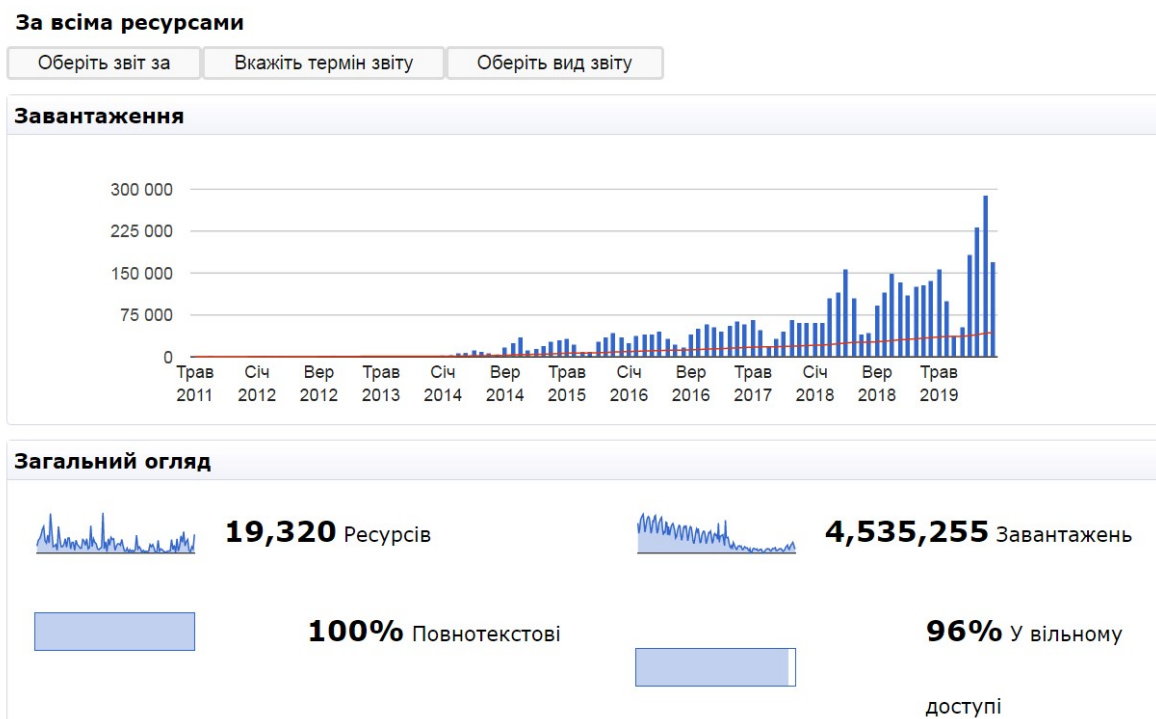 За всіма ресурсами
Оберіть звіт за Вкажіть термін звіту Оберіть вид звіту
Завантаження
300 000
225 000
150 000
75 000
0
Трав Січ Вер Трав Січ Вер Трав Січ Вер Трав Січ Вер Трав
2011 2012 2012 2013 2014 2014 2015 2016 2016 2017 2018 2018 2019
Загальний огляд
19,320 Ресурсів 4,535,255 Завантажень
100% Повнотекстові 96% У вільному
доступі